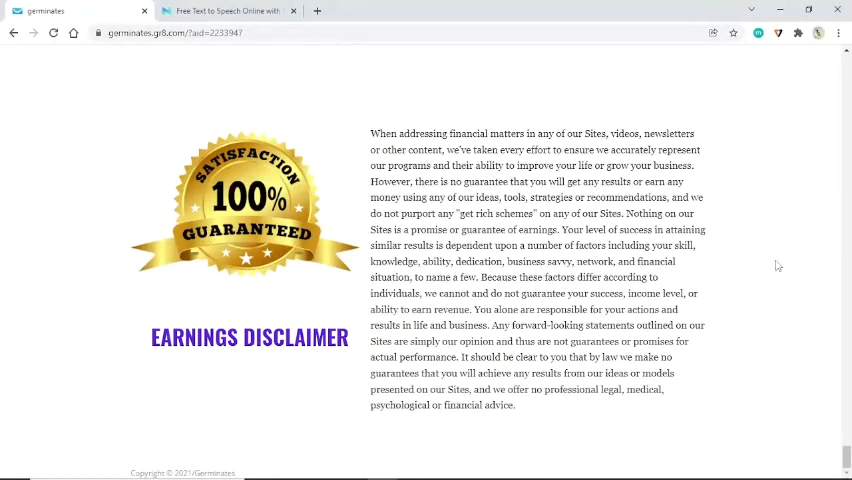 germinates
Free Text to Speech Online with
germinates.gr8.com/?aid=2233947
SATISFACTION
100%
GUARANTEED
EARNINGS DISCLAIMER
When addressing financial matters in any of our Sites, videos, newsletters
or other content, we've taken every effort to ensure we accurately represent
our programs and their ability to improve your life or grow your business.
However, there is no guarantee that you will get any results or earn any
money using any of our ideas, tools, strategies or recommendations, and we
do not purport any "get rich schemes" on any of our Sites. Nothing on our
Sites is a promise or guarantee of earnings. Your level of success in attaining
similar results is dependent upon a number of factors including your skill,
knowledge, ability, dedication, business savvy, network, and financial
situation, to name a few. Because these factors differ according to
individuals, we cannot and do not guarantee your success, income level, or
ability to earn revenue. You alone are responsible for your actions and
results in life and business. Any forward-looking statements outlined on our
Sites are simply our opinion and thus are not guarantees or promises for
actual performance. It should be clear to you that by law we make no
guarantees that you will achieve any results from our ideas or models
presented on our Sites, and we offer no professional legal, medical,
psychological or financial advice.
Copyright © 2021/Germinates